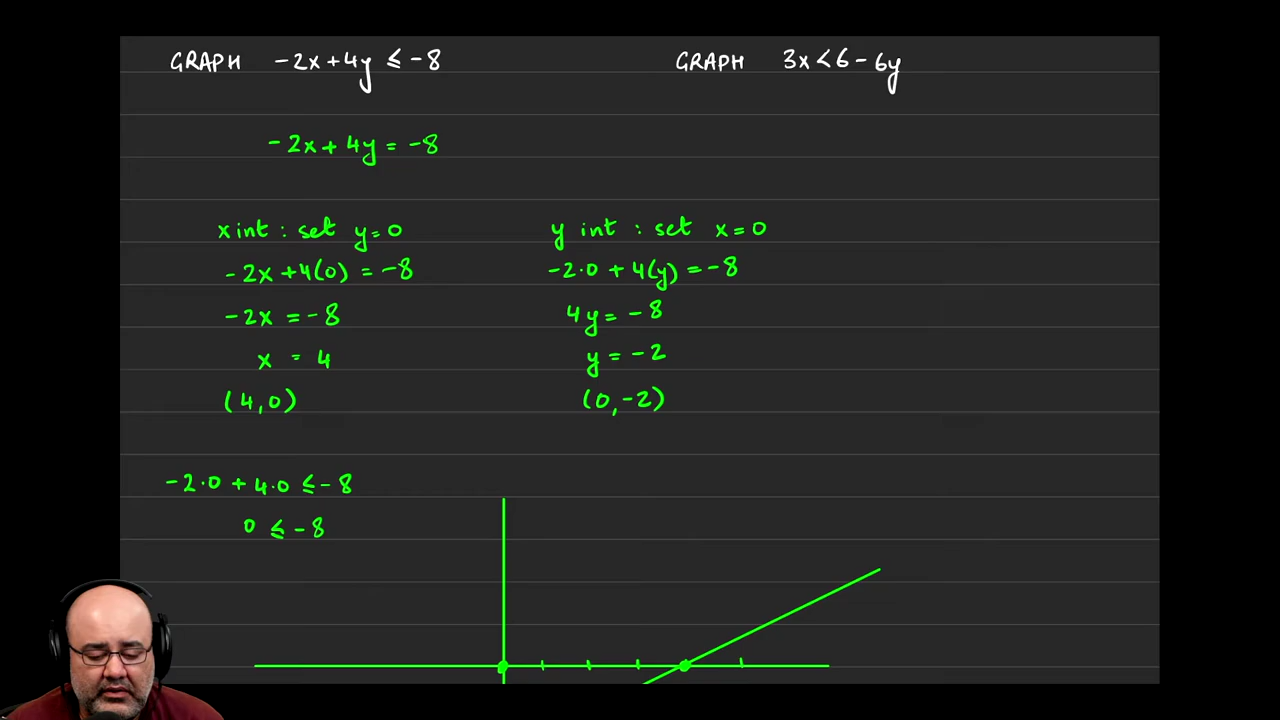 GRAPH -2x+4y ≤ -8
GRAPH 3x<6-6y
-2x+4y = -8
x int : set y=0
-2x+4(0) = -8
-2x = -8
x = 4
(4,0)
y int : set x=0
-2·0 + 4(y) = -8
4y = -8
y = -2
(0,-2)
-2·0 + 4·0 ≤ -8
0 ≤ -8